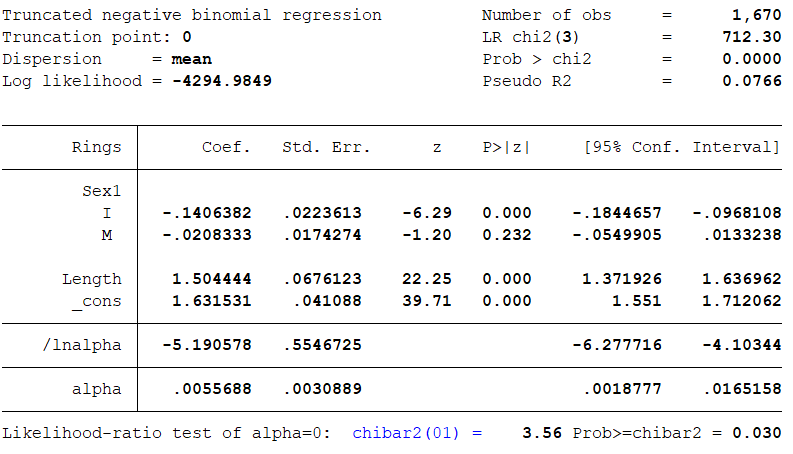 Truncated negative binomial regression Number of obs = 1,670
Truncation point: 0 LR chi2(3) = 712.30
Dispersion = mean Prob > chi2 = 0.0000
Log likelihood = -4294.9849 Pseudo R2 = 0.0766
Rings Coef. Std. Err. z P>|z| [95% Conf. Interval]
Sex1
I -.1406382 .0223613 -6.29 0.000 -.1844657 -.0968108
M -.0208333 .0174274 -1.20 0.232 -.0549905 .0133238
Length 1.504444 .0676123 22.25 0.000 1.371926 1.636962
_cons 1.631531 .041088 39.71 0.000 1.551 1.712062
/lnalpha -5.190578 .5546725 -6.277716 -4.10344
alpha .0055688 .0030889 .0018777 .0165158
Likelihood-ratio test of alpha=0: chibar2(01) = 3.56 Prob>=chibar2 = 0.030